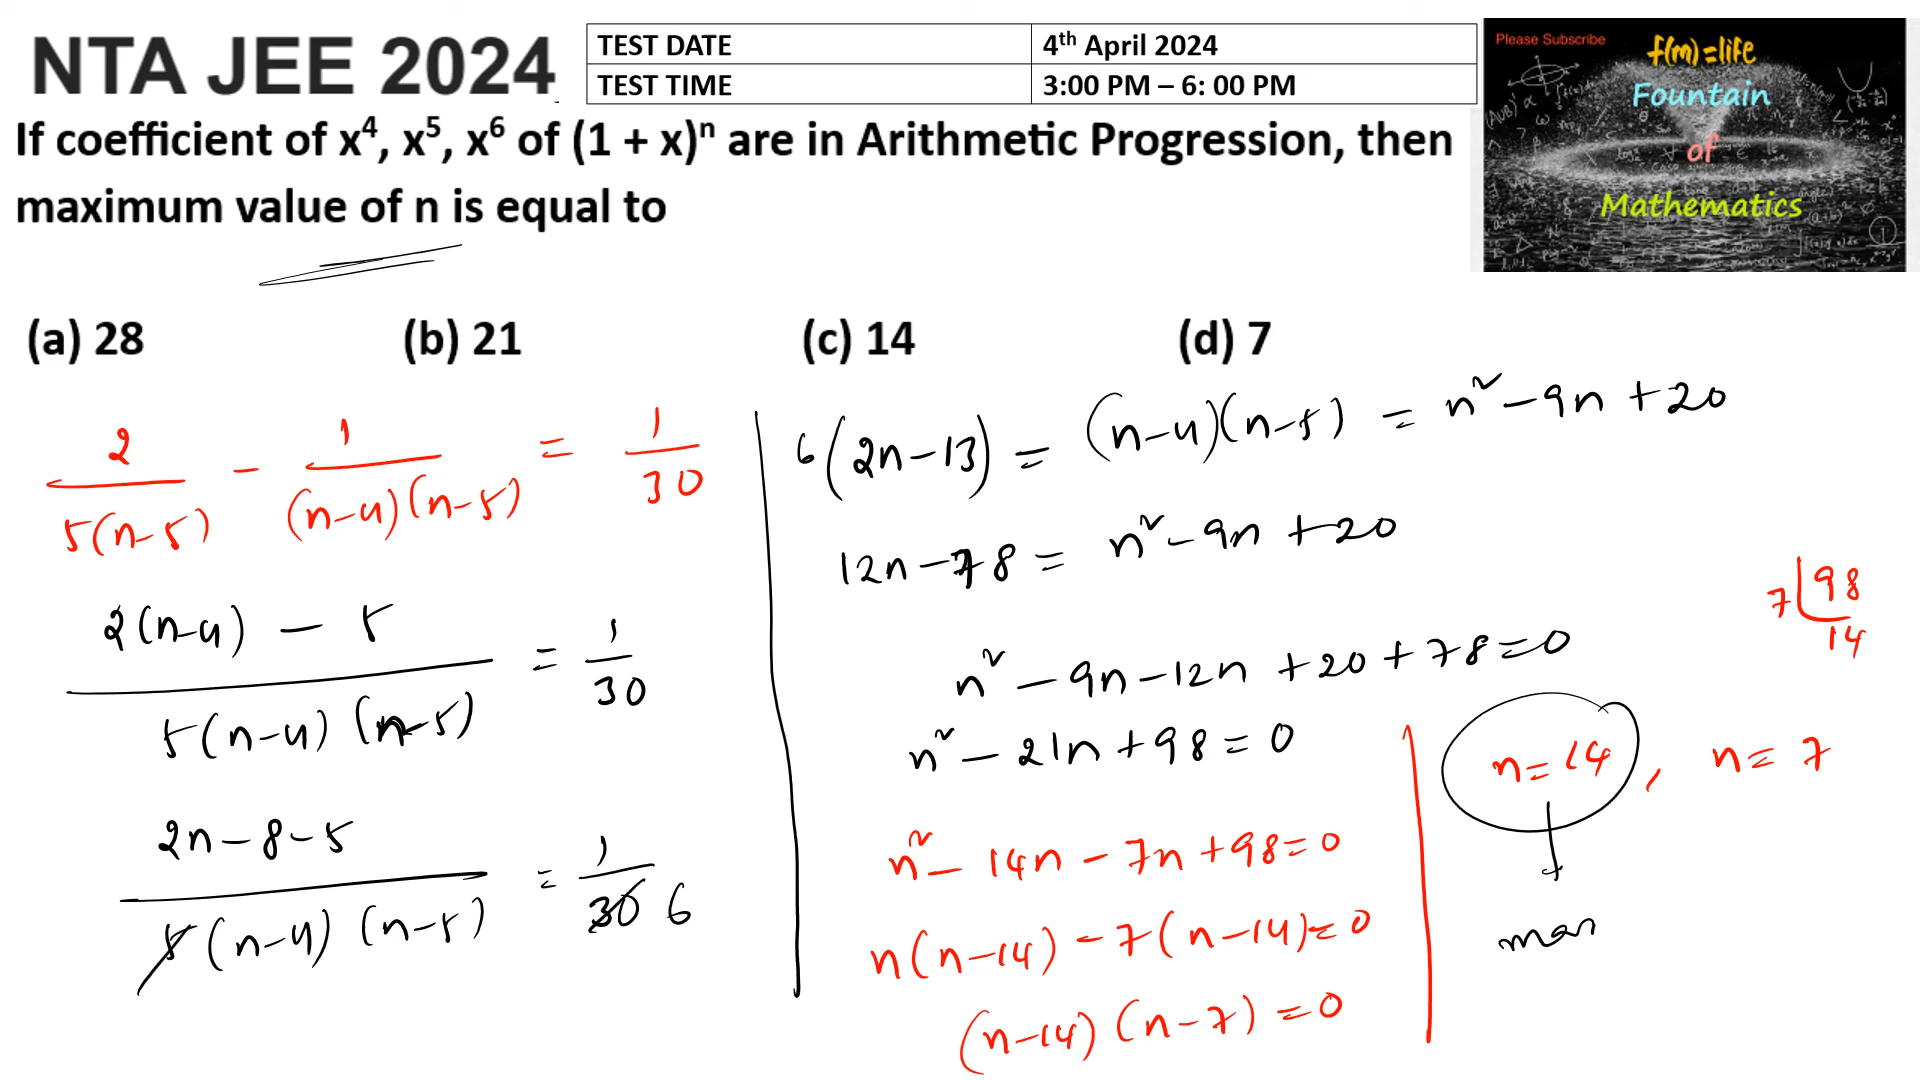 NTA JEE 2024
TEST DATE 4th April 2024
TEST TIME 3:00 PM – 6: 00 PM
Please Subscribe
f(m)=life
Fountain
of
Mathematics
If coefficient of x⁴, x⁵, x⁶ of (1 + x)ⁿ are in Arithmetic Progression, then
maximum value of n is equal to
(a) 28 (b) 21 (c) 14 (d) 7
2/5(n-5) - 1/(n-4)(n-5) = 1/30
2(n-4) - 5 / 5(n-4)(n-5) = 1/30
2n-8-5 / 5(n-4)(n-5) = 1/30 6
6(2n-13) = (n-4)(n-5) = n²-9n+20
12n-78 = n²-9n+20
n²-9n-12n+20+78=0
n²-21n+98=0
n²-14n-7n+98=0
n(n-14)-7(n-14)=0
(n-14)(n-7)=0
7 98
14
n=14, n=7
max